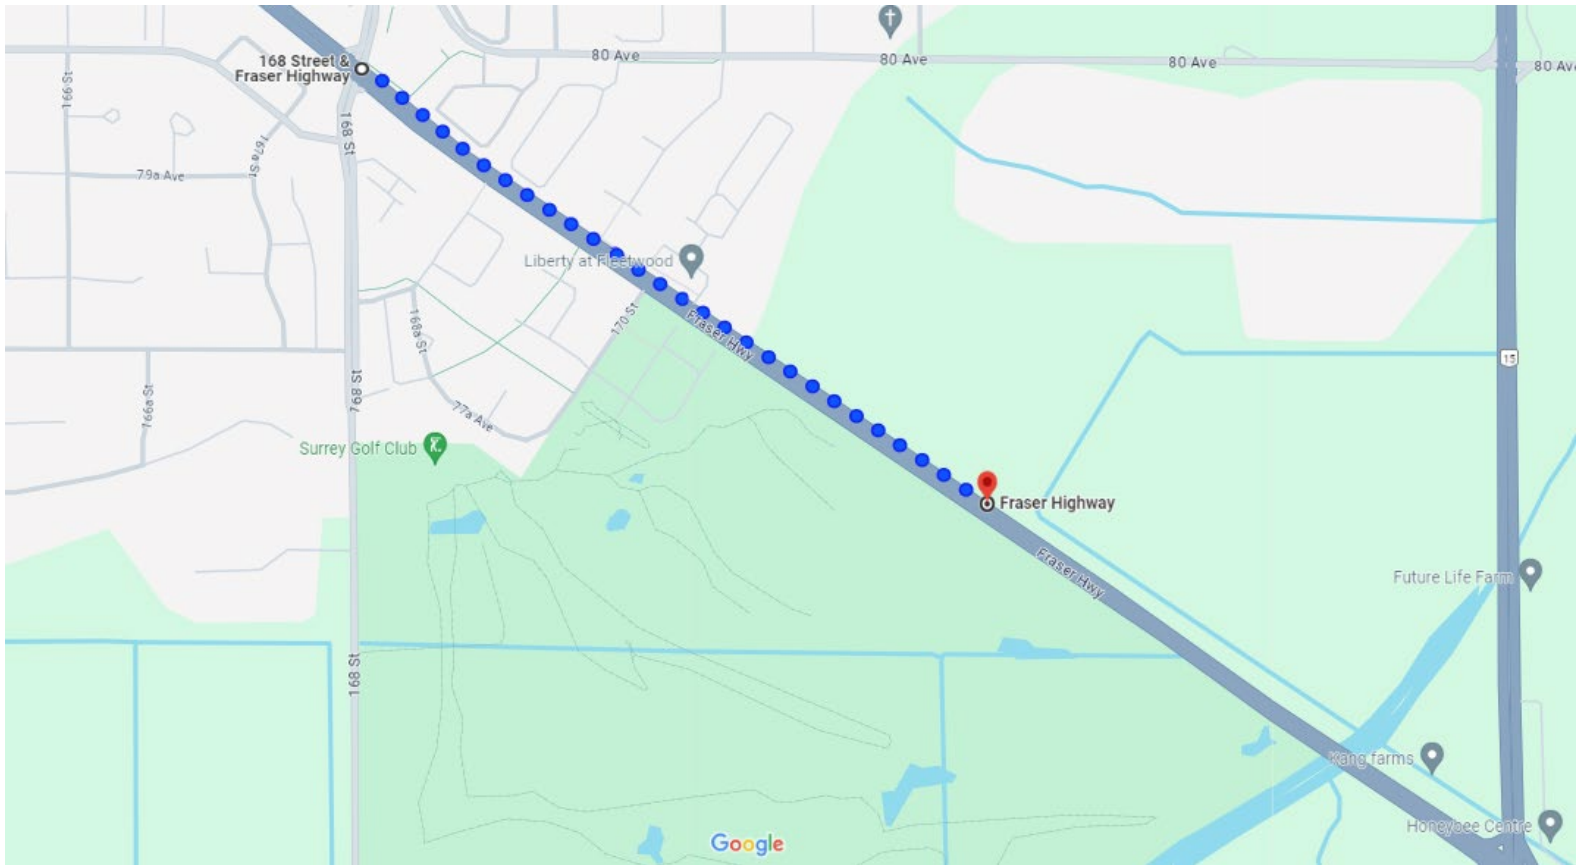 80 Ave
80 Ave
80 Ave
80 Ave
168 Street &
Fraser Highway
166 St
168 St
167a St
79a Ave
Liberty at Fleetwood
170 St
Fraser Hwy
168a St
15
168 St
166a St
77a Ave
Surrey Golf Club
Fraser Highway
Fraser Hwy
Future Life Farm
168 St
Kang farms
Honeybee Centre
Google